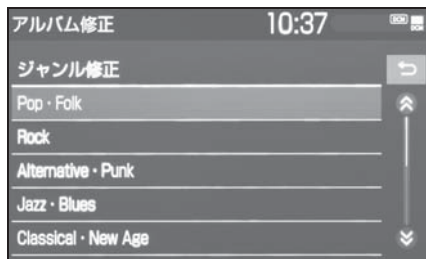 アルバム修正 10:37
ジャンル修正
Pop・Folk
Rock
Alternative・Punk
Jazz・Blues
Classical・New Age